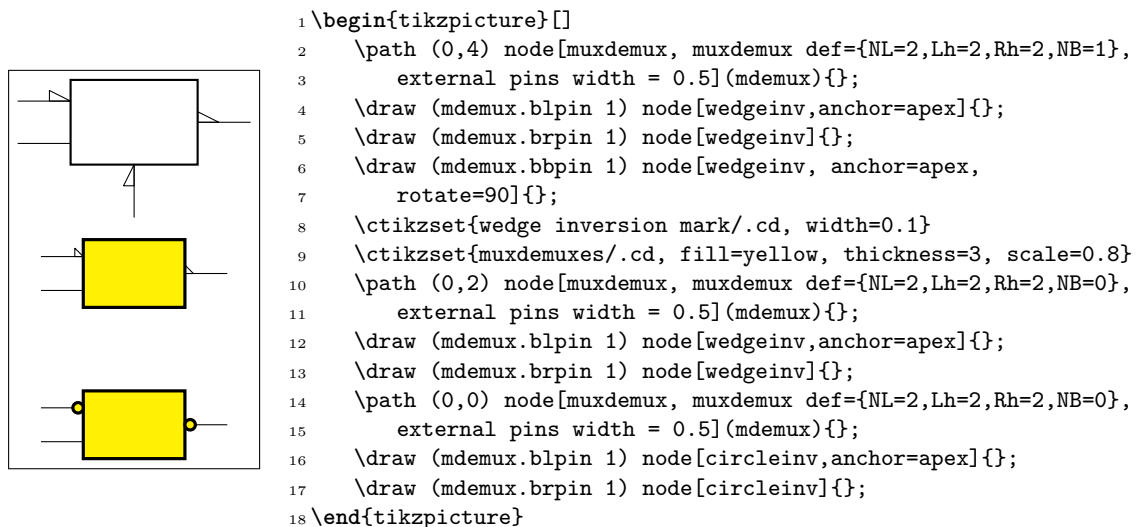 1 \begin{tikzpicture}[]
2 \path (0,4) node[muxdemux, muxdemux def={NL=2,Lh=2,Rh=2,NB=1},
3 external pins width = 0.5](mdemux){};
4 \draw (mdemux.blpin 1) node[wedgeinv,anchor=apex]{};
5 \draw (mdemux.brpin 1) node[wedgeinv]{};
6 \draw (mdemux.bbpin 1) node[wedgeinv, anchor=apex,
7 rotate=90]{};
8 \ctikzset{wedge inversion mark/.cd, width=0.1}
9 \ctikzset{muxdemuxes/.cd, fill=yellow, thickness=3, scale=0.8}
10 \path (0,2) node[muxdemux, muxdemux def={NL=2,Lh=2,Rh=2,NB=0},
11 external pins width = 0.5](mdemux){};
12 \draw (mdemux.blpin 1) node[wedgeinv,anchor=apex]{};
13 \draw (mdemux.brpin 1) node[wedgeinv]{};
14 \path (0,0) node[muxdemux, muxdemux def={NL=2,Lh=2,Rh=2,NB=0},
15 external pins width = 0.5](mdemux){};
16 \draw (mdemux.blpin 1) node[circleinv,anchor=apex]{};
17 \draw (mdemux.brpin 1) node[circleinv]{};
18 \end{tikzpicture}